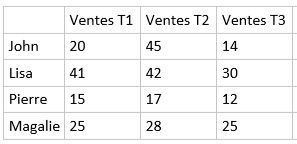 Ventes T1 Ventes T2 Ventes T3
John 20 45 14
Lisa 41 42 30
Pierre 15 17 12
Magalie 25 28 25